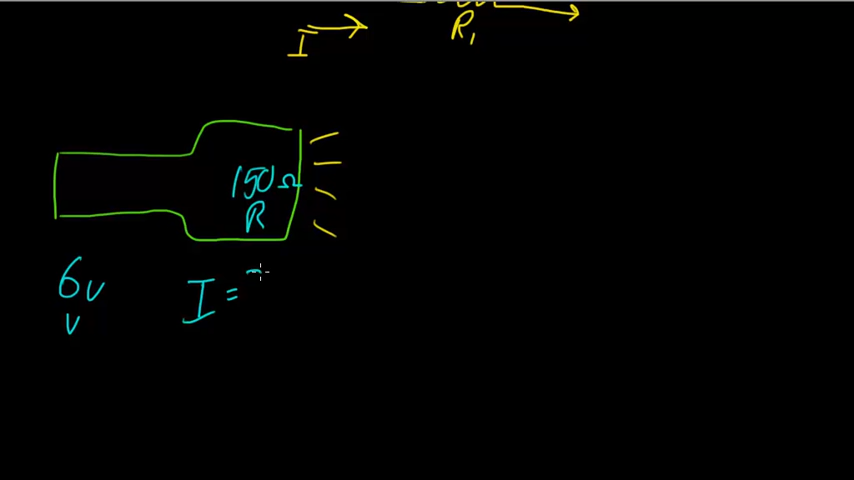 I R₁
150Ω
R
6v I =
v